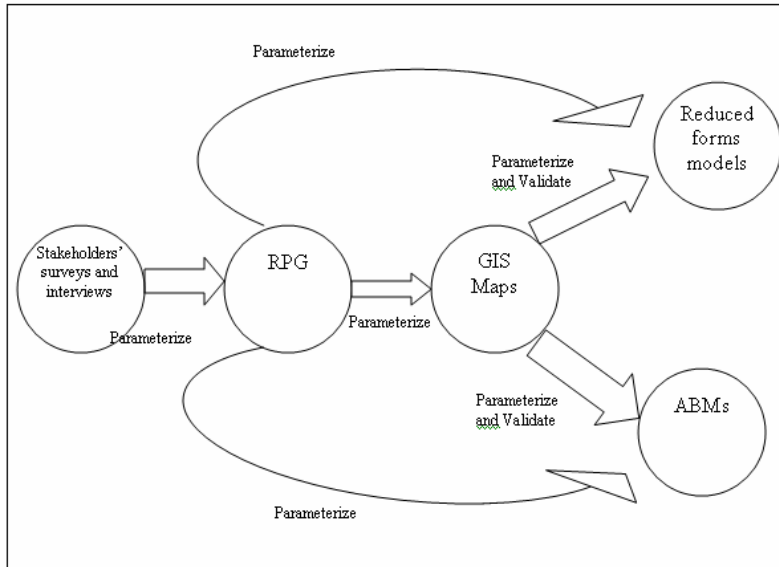 Parameterize
Reduced
forms
models
Parameterize
and Validate
Stakeholders'
surveys and
interviews
RPG
GIS
Maps
Parameterize
Parameterize
Parameterize
and Validate
ABMs
Parameterize